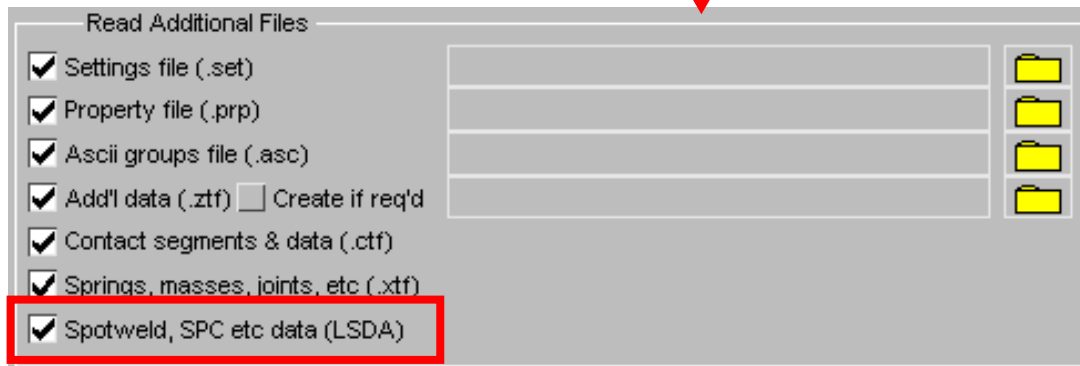 Read Additional Files
Settings file (.set)
Property file (.prp)
Ascii groups file (.asc)
Add'l data (.ztf) Create if req'd
Contact segments & data (.ctf)
Springs, masses, joints, etc (.xtf)
Spotweld, SPC etc data (LSDA)